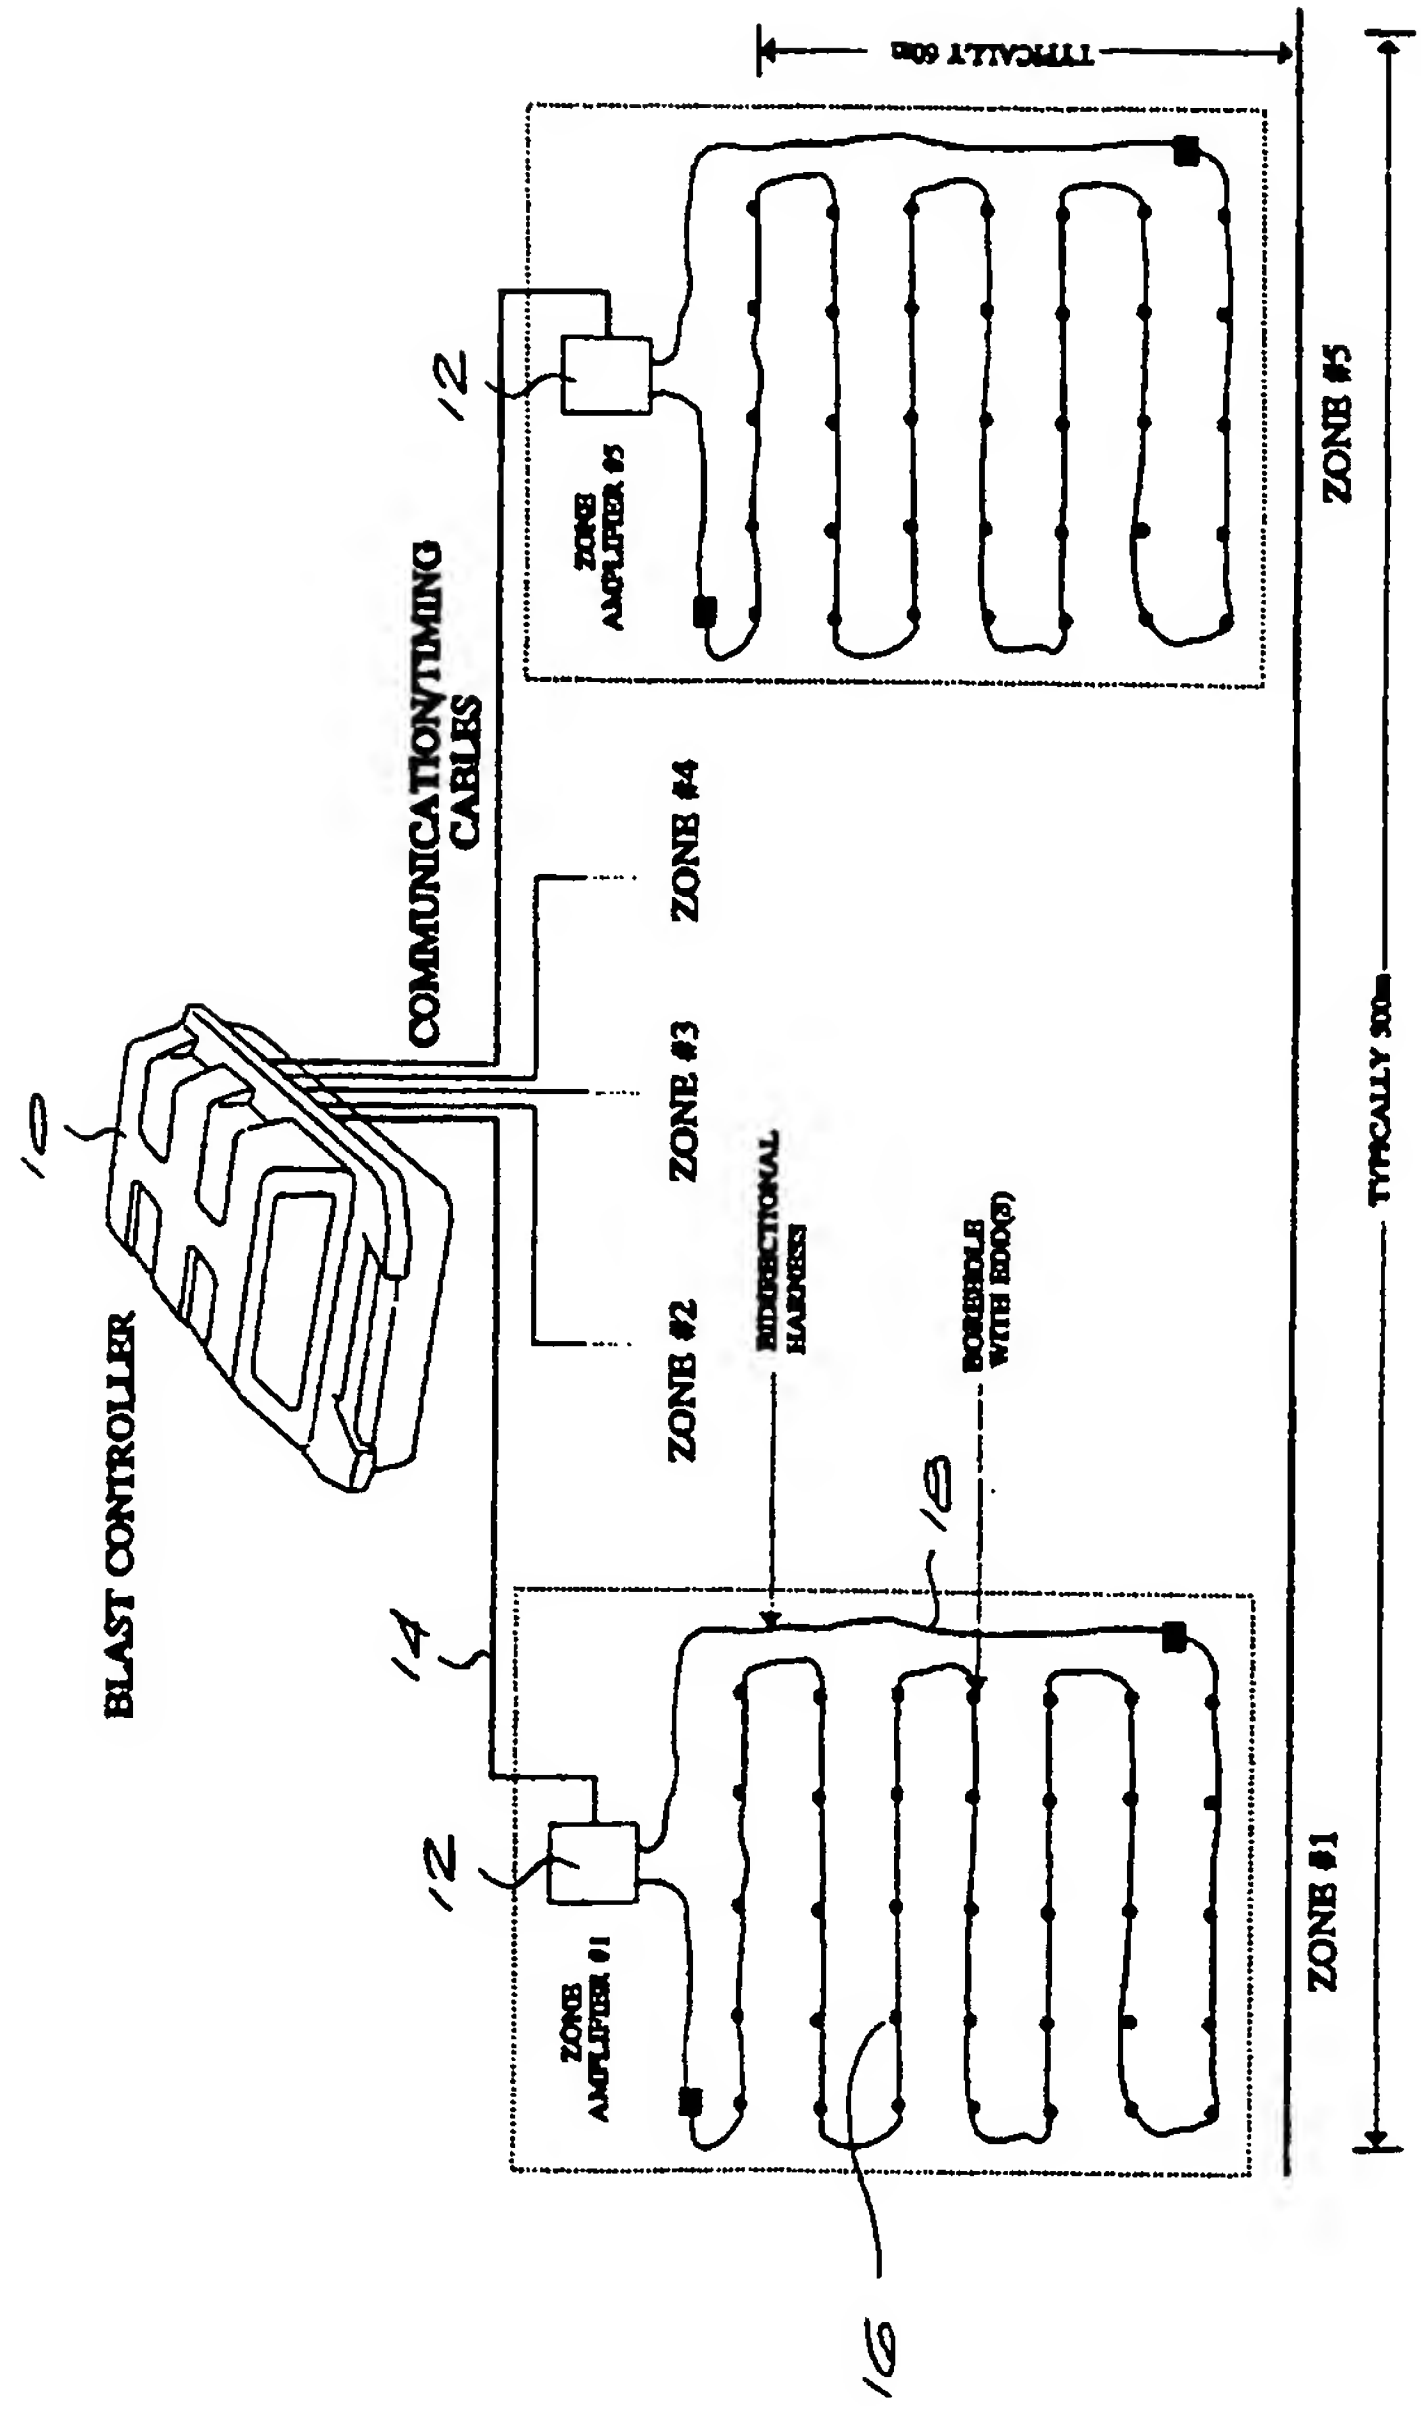 10
BLAST CONTROLLER
14
COMMUNICATION/TIMING
CABLES
12
12
ZONE
AMPLIFIER #1
ZONE
AMPLIFIER #5
ZONE #2
ZONE #3
ZONE #4
BIDIRECTIONAL
HARNESS
18
BOREHOLE
WITH EDD(S)
16
TYPICALLY 60m
ZONE #1
ZONE #5
TYPICALLY 300m